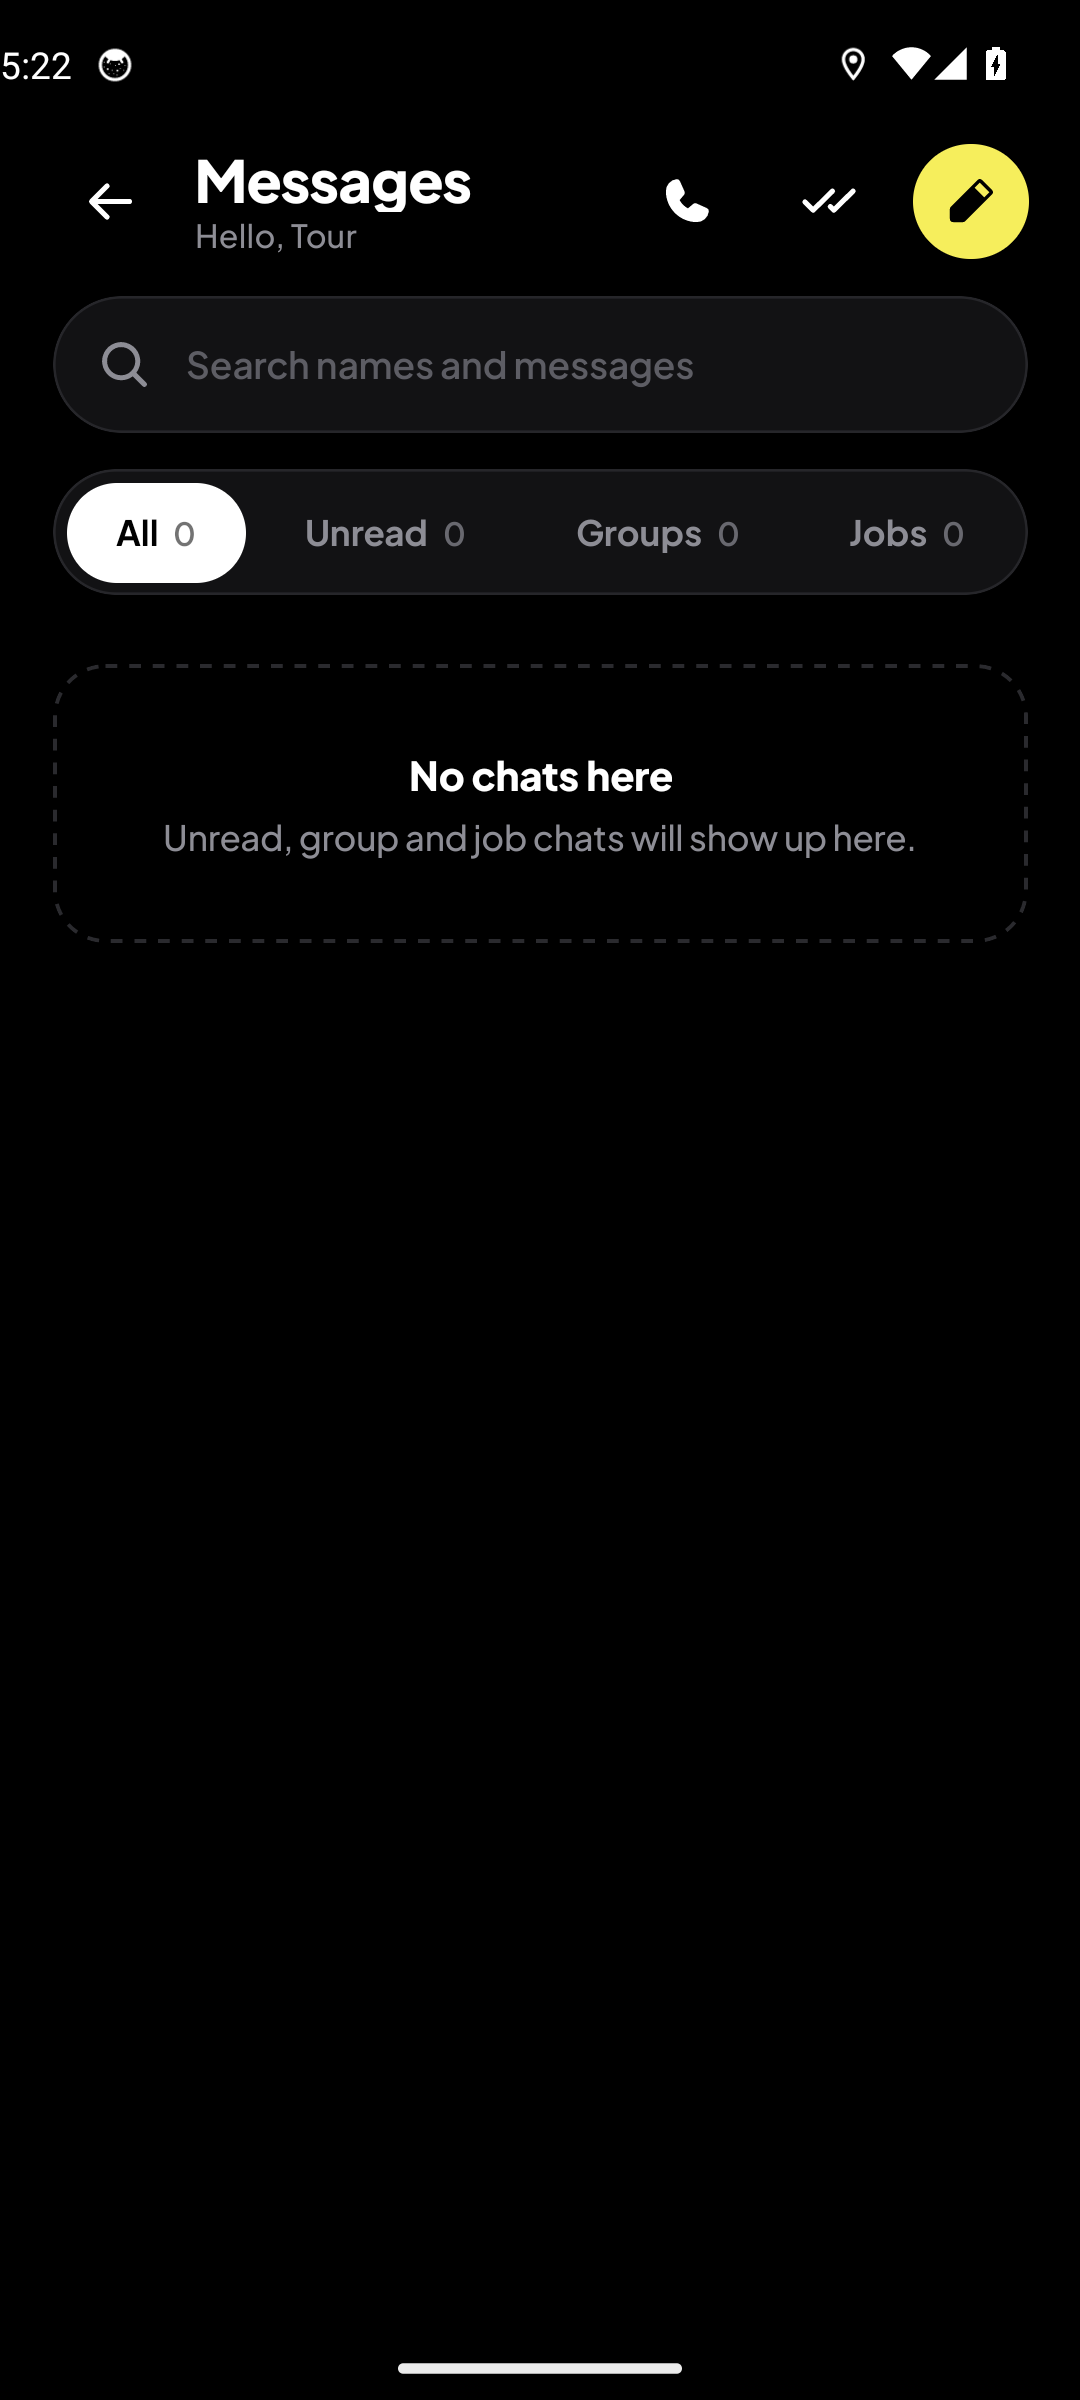 5:22
Messages
Hello, Tour
Search names and messages
All 0 Unread 0 Groups 0 Jobs 0
No chats here
Unread, group and job chats will show up here.